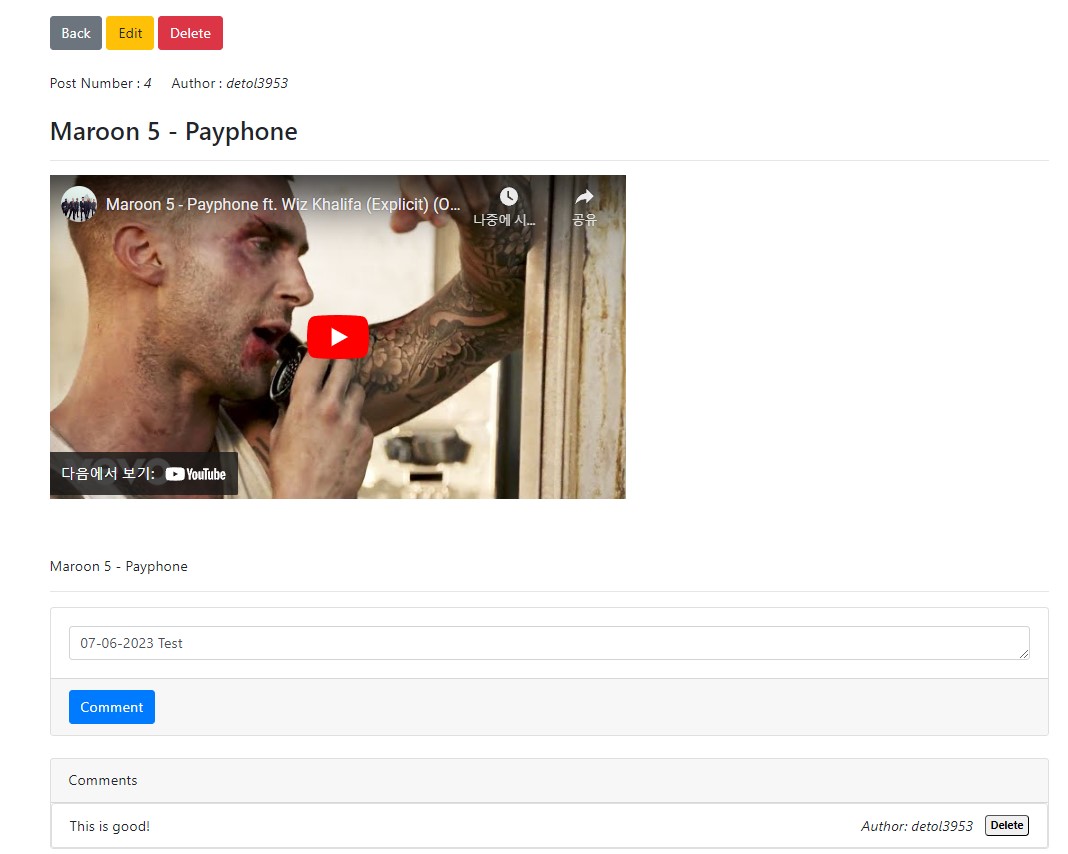 Back Edit Delete
Post Number : 4 Author : detol3953
Maroon 5 - Payphone
Maroon 5 - Payphone ft. Wiz Khalifa (Explicit) (O...
나중에 시...
공유
다음에서 보기: YouTube
Maroon 5 - Payphone
07-06-2023 Test
Comment
Comments
This is good! Author: detol3953 Delete